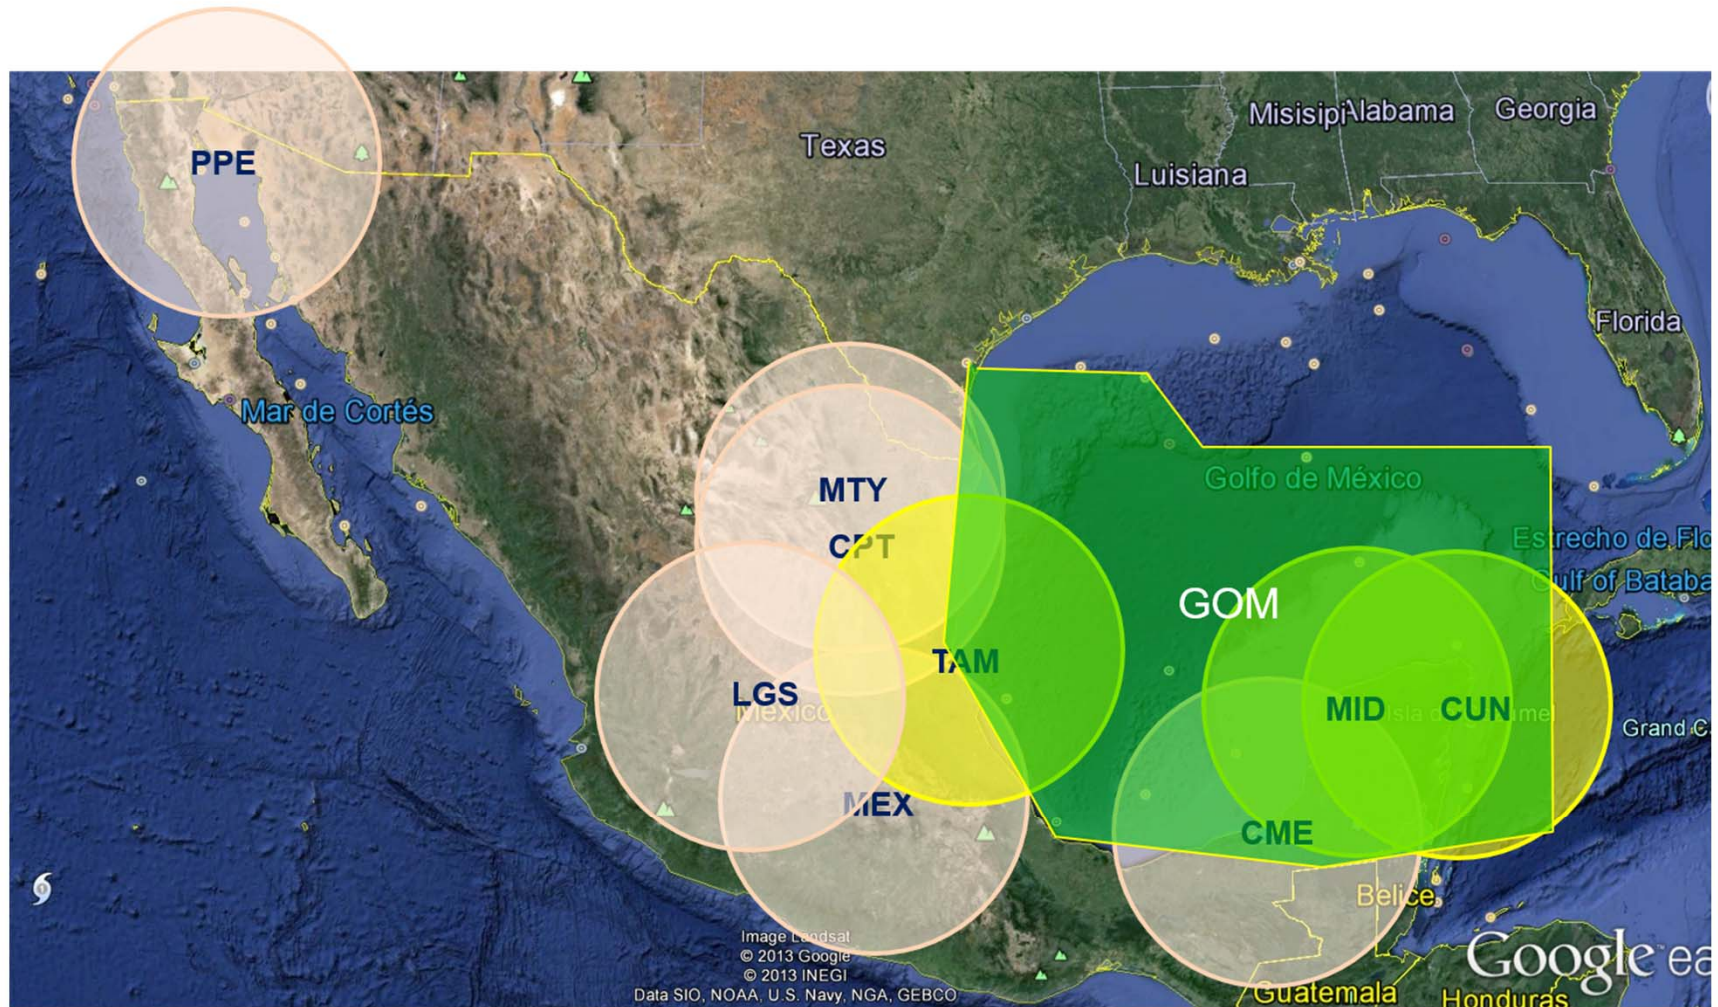 Misisipi
Alabama
Georgia
Texas
PPE
Luisiana
Florida
Mar de Cortés
Golfo de México
MTY
CPT
Estrecho de Flo
Gulf of Bataba
GOM
TAM
LGS
México
MID
CUN
Isla d
mel
Grand C
MEX
CME
Belice
Image Landsat
© 2013 Google
© 2013 INEGI
Data SIO, NOAA, U.S. Navy, NGA, GEBCO
Google ea
Guatemala
Honduras